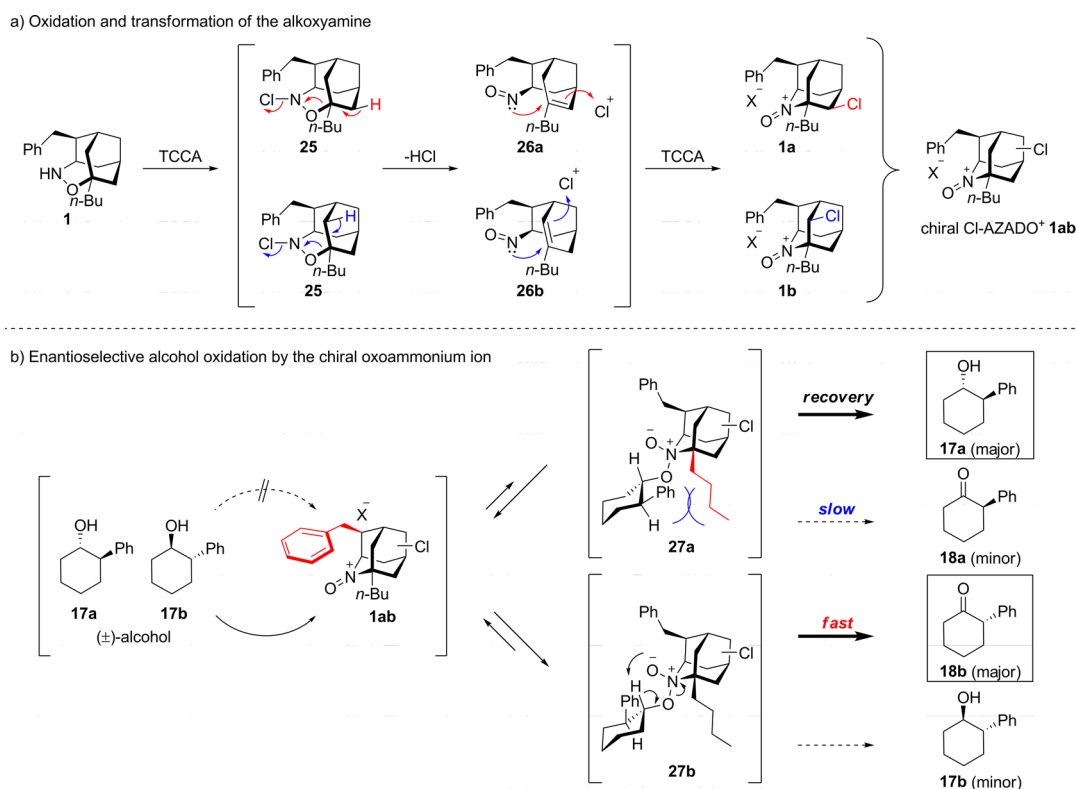 a) Oxidation and transformation of the alkoxyamine
Ph
HN
O
n-Bu
1
TCCA
Ph
Cl
N
O
H
n-Bu
25
Ph
Cl
N
O
H
n-Bu
25
-HCl
Ph
O
N
Cl+
n-Bu
26a
Cl+
Ph
O
N
n-Bu
26b
TCCA
Ph
X−
N+
O
Cl
n-Bu
1a
Ph
X−
N+
O
Cl
n-Bu
1b
Ph
X−
N+
O
Cl
n-Bu
chiral Cl-AZADO+ 1ab
b) Enantioselective alcohol oxidation by the chiral oxoammonium ion
OH
Ph
17a
OH
Ph
17b
(±)-alcohol
X−
Cl
N+
O
n-Bu
1ab
Ph
Cl
−O
N+
O
H
Ph
H
27a
recovery
slow
OH
Ph
17a (major)
O
Ph
18a (minor)
Ph
Cl
−O
N+
O
H
Ph
H
27b
fast
O
Ph
18b (major)
OH
Ph
17b (minor)